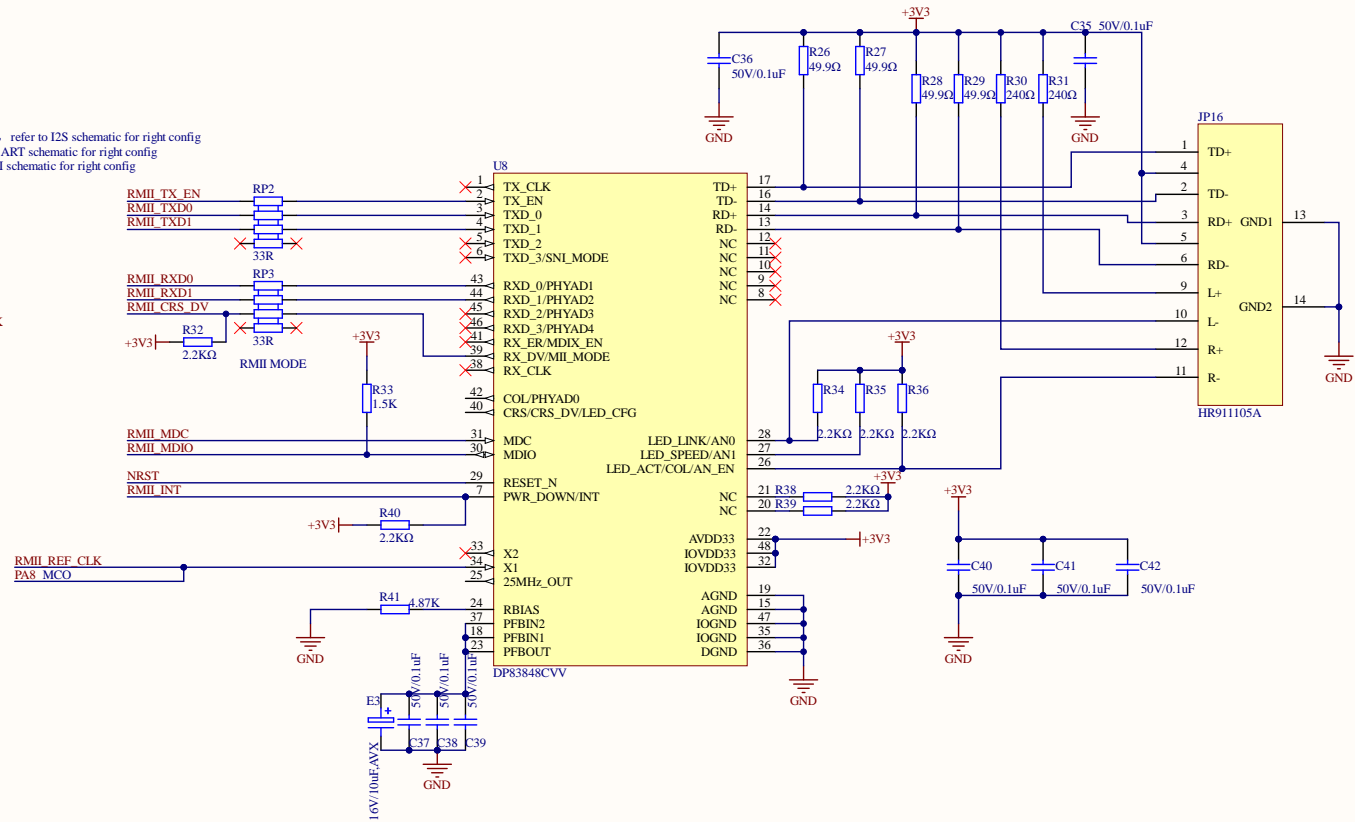 +3V3
C35 50V/0.1uF
C36
50V/0.1uF
R26
49.9Ω
R27
49.9Ω
R28
49.9Ω
R29
49.9Ω
R30
240Ω
R31
240Ω
GND
GND
refer to I2S schematic for right config
ART schematic for right config
I schematic for right config
JP16
1 TD+
4
2 TD-
3 RD+ GND1 13
5
6 RD-
9 L+
10 L- GND2 14
12 R+
11 R-
HR911105A
GND
U8
RMII_TX_EN
RMII_TXD0
RMII_TXD1
RP2
33R
RMII_RXD0
RMII_RXD1
RMII_CRS_DV
RP3
33R
R32
+3V3
2.2KΩ
RMII MODE
+3V3
R33
1.5K
RMII_MDC
RMII_MDIO
NRST
RMII_INT
R40
+3V3
2.2KΩ
RMII_REF_CLK
PA8_MCO
R41 4.87K
GND
1 TX_CLK
2 TX_EN
3 TXD_0
4 TXD_1
5 TXD_2
6 TXD_3/SNI_MODE
43 RXD_0/PHYAD1
44 RXD_1/PHYAD2
45 RXD_2/PHYAD3
46 RXD_3/PHYAD4
41 RX_ER/MDIX_EN
39 RX_DV/MII_MODE
38 RX_CLK
42 COL/PHYAD0
40 CRS/CRS_DV/LED_CFG
31 MDC
30 MDIO
29 RESET_N
7 PWR_DOWN/INT
33 X2
34 X1
25 25MHz_OUT
24 RBIAS
37 PFBIN2
18 PFBIN1
23 PFBOUT
TD+ 17
TD- 16
RD+ 14
RD- 13
NC 12
NC 11
NC 10
NC 9
NC 8
LED_LINK/AN0 28
LED_SPEED/AN1 27
LED_ACT/COL/AN_EN 26
NC 21
NC 20
AVDD33 22
IOVDD33 48
IOVDD33 32
AGND 19
AGND 15
IOGND 47
IOGND 35
DGND 36
DP83848CVV
+3V3
R34
2.2KΩ
R35
2.2KΩ
R36
2.2KΩ
+3V3
R38 2.2KΩ
R39 2.2KΩ
+3V3
GND
+3V3
C40
50V/0.1uF
C41
50V/0.1uF
C42
50V/0.1uF
GND
E3
+
16V/10uF,AVX
50V/0.1uF
C37
50V/0.1uF
C38
50V/0.1uF
C39
GND